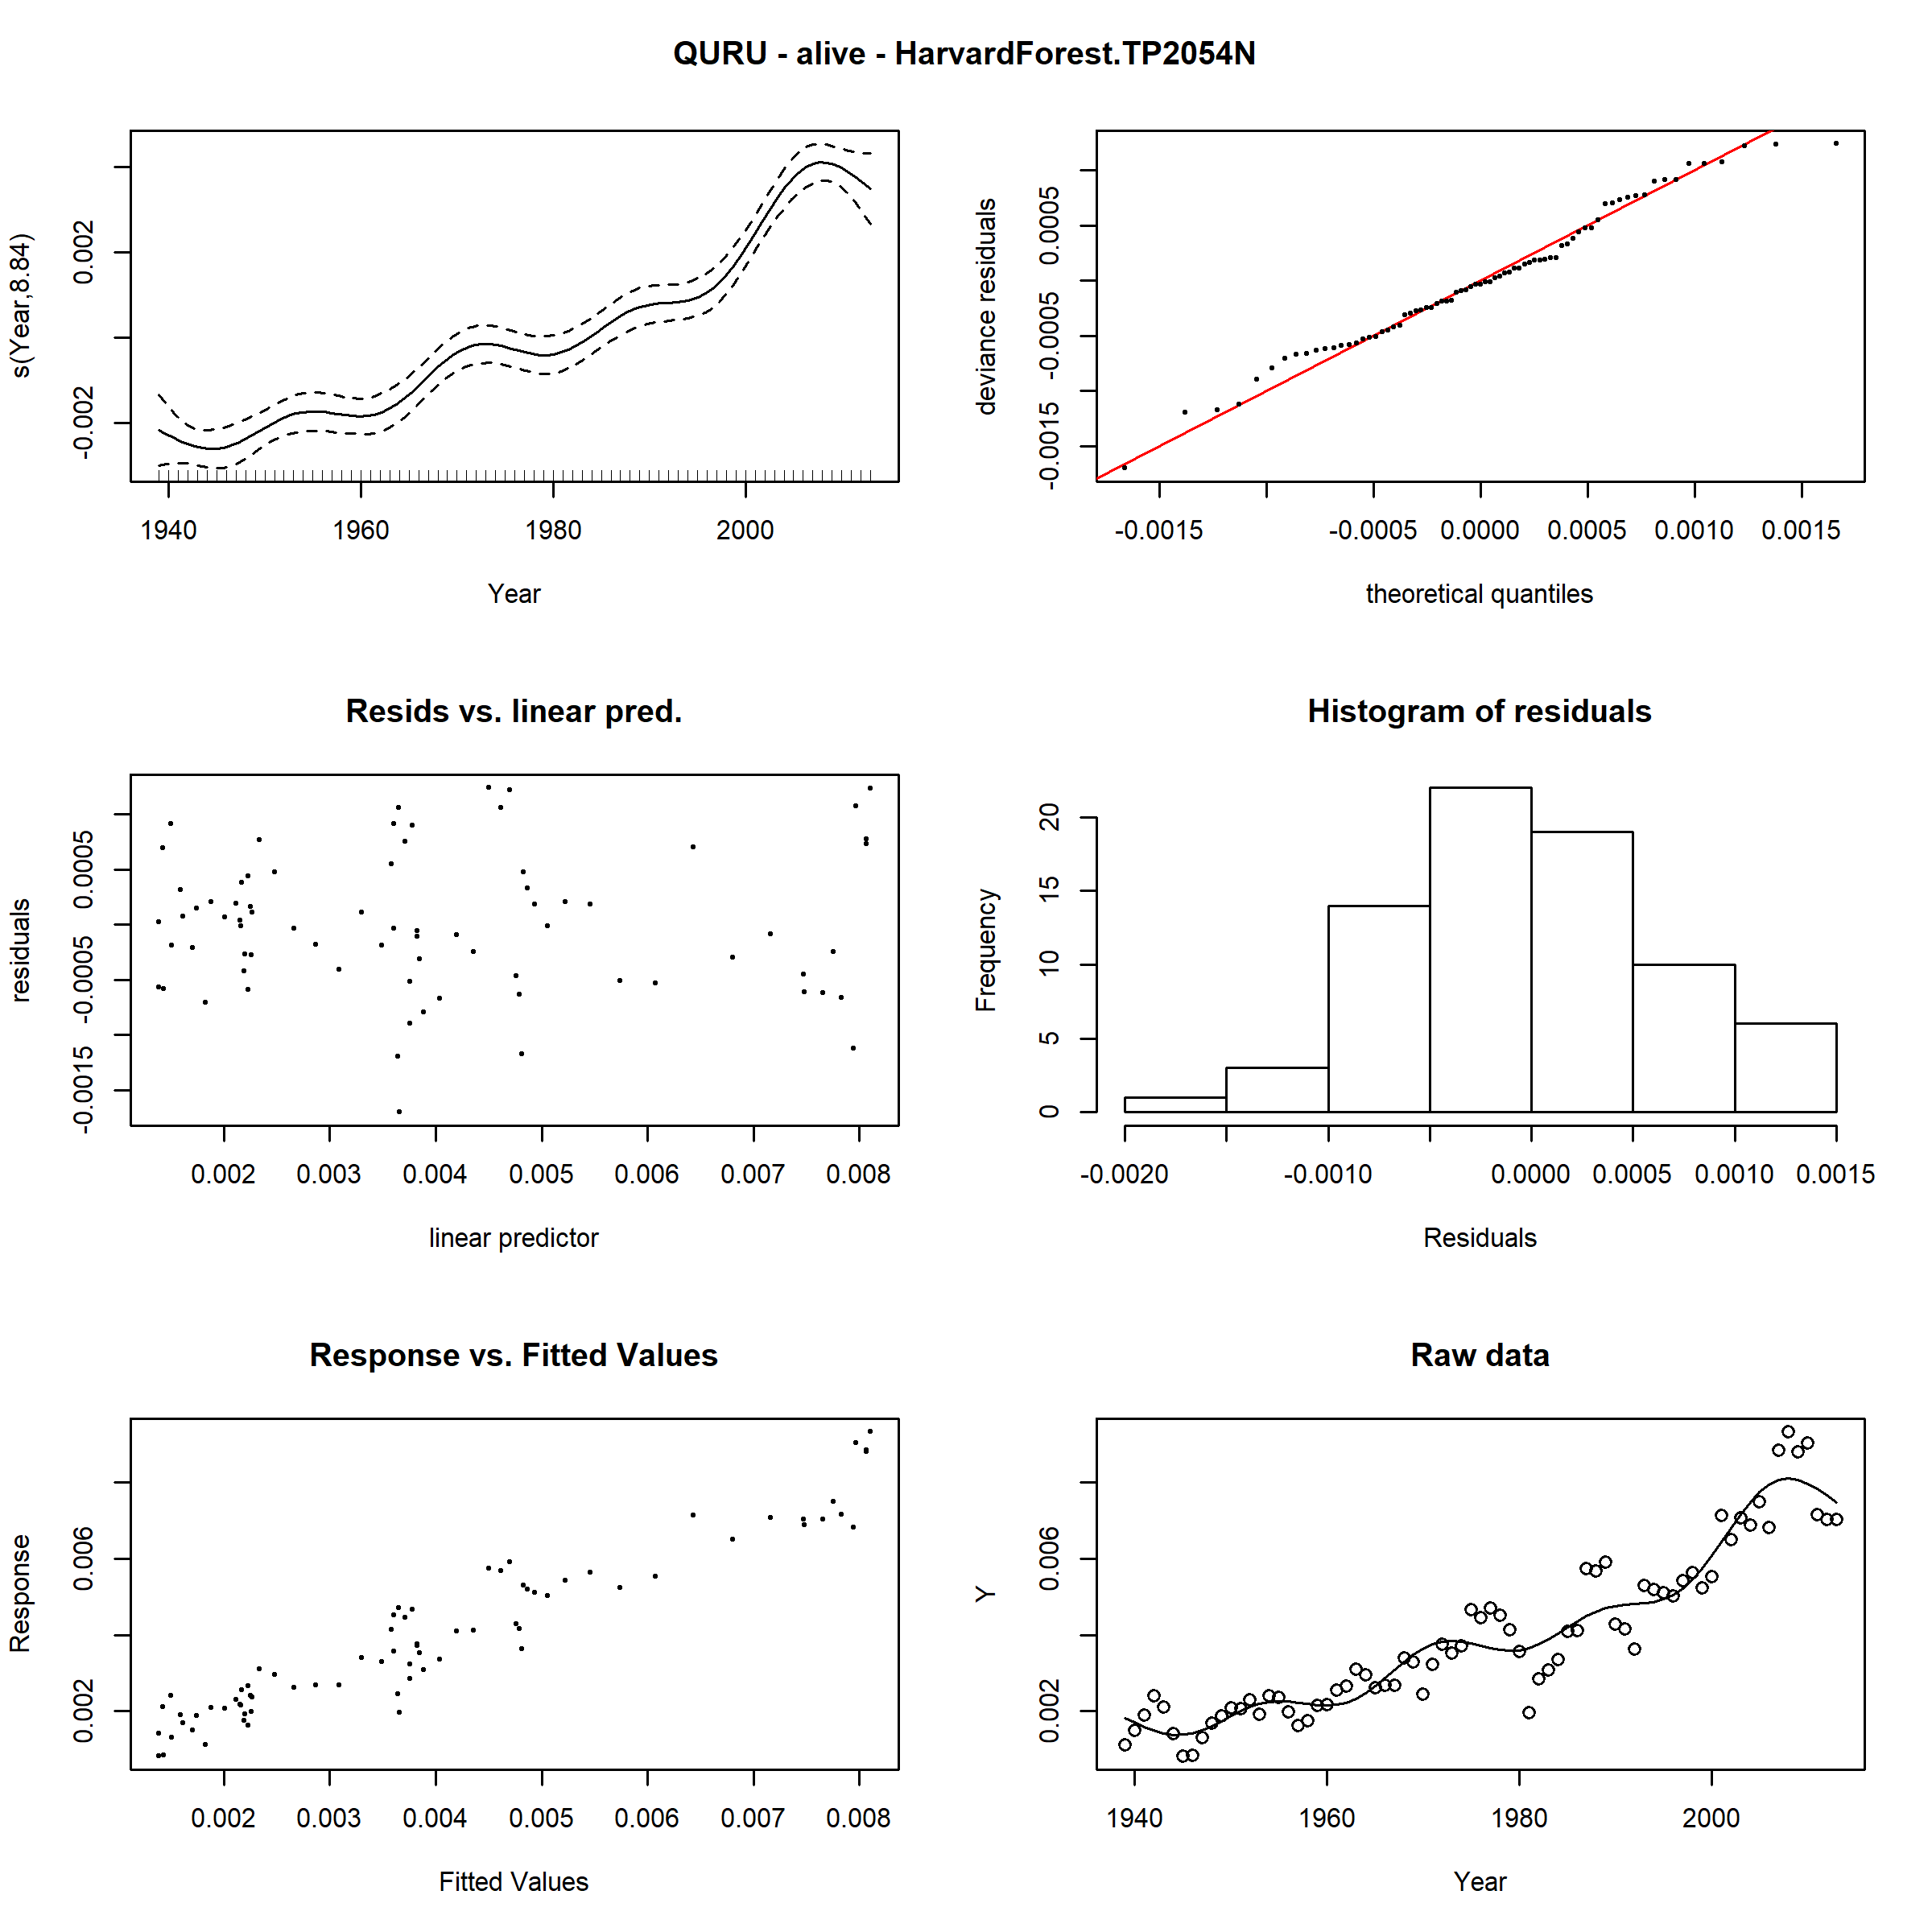 QURU - alive - HarvardForest.TP2054N
s(Year,8.84)
-0.002 0.002
1940 1960 1980 2000
Year
deviance residuals
-0.0015 -0.0005 0.0005
-0.0015 -0.0005 0.0000 0.0005 0.0010 0.0015
theoretical quantiles
Resids vs. linear pred.
residuals
-0.0015 -0.0005 0.0005
0.002 0.003 0.004 0.005 0.006 0.007 0.008
linear predictor
Histogram of residuals
Frequency
0 5 10 15 20
-0.0020 -0.0010 0.0000 0.0005 0.0010 0.0015
Residuals
Response vs. Fitted Values
Response
0.002 0.006
0.002 0.003 0.004 0.005 0.006 0.007 0.008
Fitted Values
Raw data
Y
0.002 0.006
1940 1960 1980 2000
Year